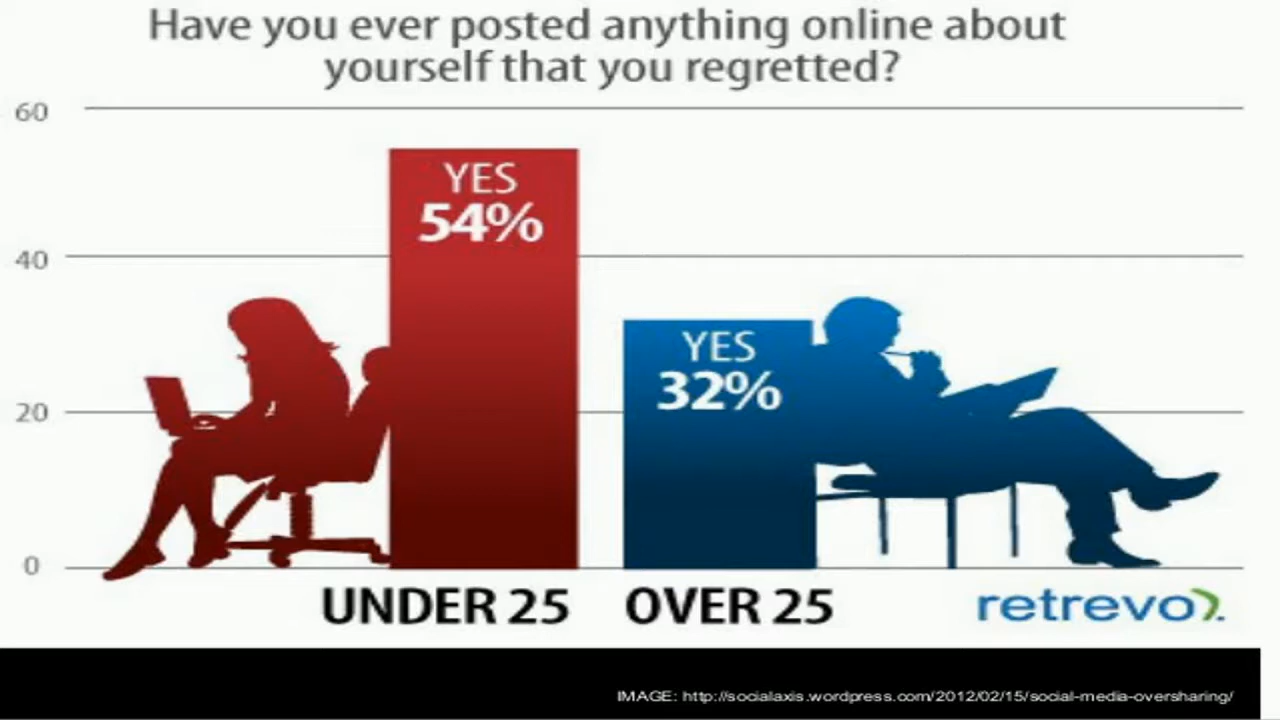 Have you ever posted anything online about
yourself that you regretted?
60
YES
54%
40
YES
32%
20
0
UNDER 25 OVER 25 retrevo
IMAGE: http://socialaxis.wordpress.com/2012/02/15/social-media-oversharing/